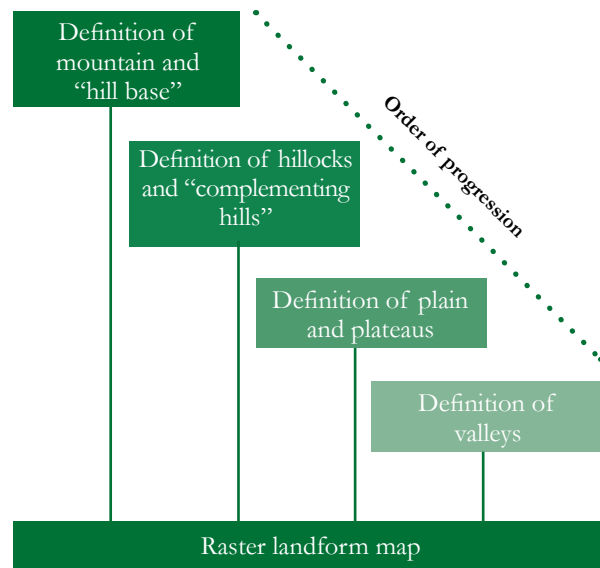 Definition of
mountain and
“hill base”
Order of progression
Definition of hillocks
and “complementing
hills”
Definition of plain
and plateaus
Definition of
valleys
Raster landform map